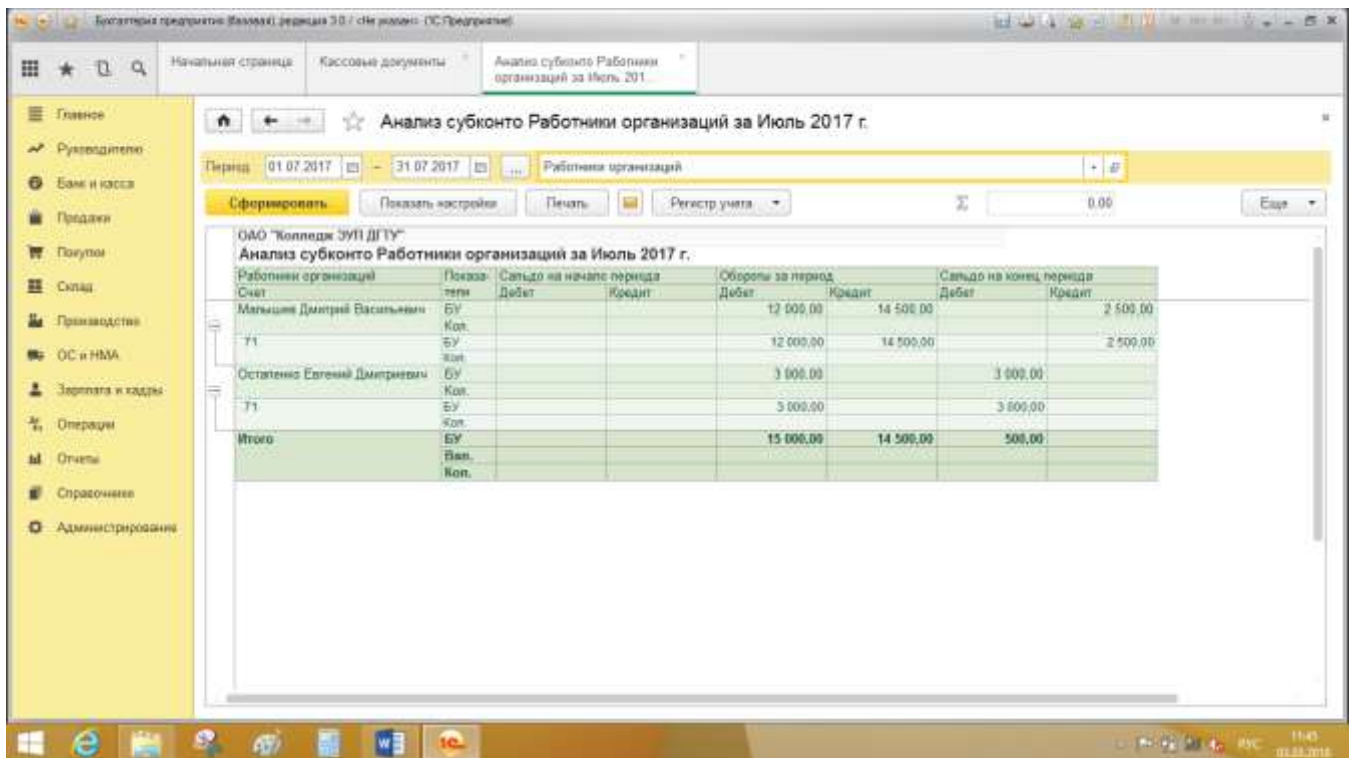 Бухгалтерия предприятия (базовая), редакция 3.0 / <Не указан> (1С:Предприятие)
Начальная страница
Кассовые документы
Анализ субконто Работники
организаций за Июль 201...
Главное
Руководителю
Банк и касса
Продажи
Покупки
Склад
Производство
ОС и НМА
Зарплата и кадры
Операции
Отчеты
Справочники
Администрирование
Анализ субконто Работники организаций за Июль 2017 г.
Период 01.07.2017 – 31.07.2017 ... Работники организаций
Сформировать Показать настройки Печать Регистр учета Σ 0,00 Еще
ОАО "Колледж ЭУП ДГТУ"
Анализ субконто Работники организаций за Июль 2017 г.
Работники организаций Показа- Сальдо на начало периода Обороты за период Сальдо на конец периода
Счет тели Дебет Кредит Дебет Кредит Дебет Кредит
Малышев Дмитрий Васильевич БУ 12 000,00 14 500,00 2 500,00
Кол.
71 БУ 12 000,00 14 500,00 2 500,00
Кол.
Остапенко Евгений Дмитриевич БУ 3 000,00 3 000,00
Кол.
71 БУ 3 000,00 3 000,00
Кол.
Итого БУ 15 000,00 14 500,00 500,00
Вал.
Кол.
1С
РУС 11:45
03.03.2018